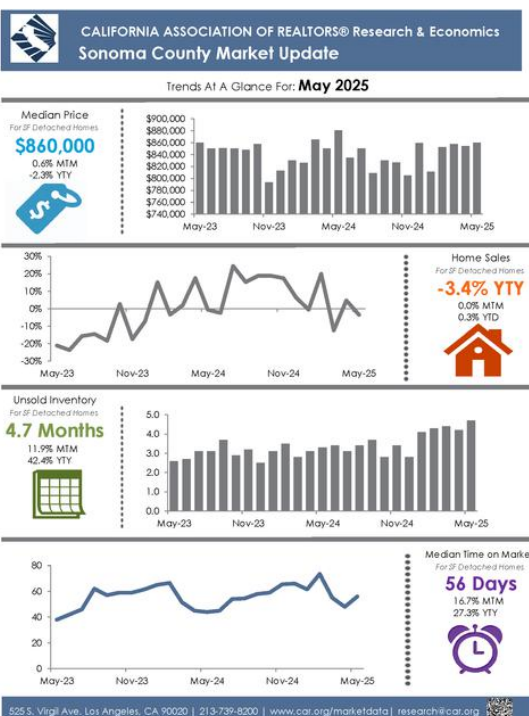 CALIFORNIA ASSOCIATION OF REALTORS® Research & Economics
Sonoma County Market Update
Trends At A Glance For: May 2025
Median Price
For SF Detached Homes
$860,000
0.6% MTM
-2.3% YTY
$
$900,000
$880,000
$860,000
$840,000
$820,000
$800,000
$780,000
$760,000
$740,000
May-23 Nov-23 May-24 Nov-24 May-25
30%
20%
10%
0%
-10%
-20%
-30%
May-23 Nov-23 May-24 Nov-24 May-25
Home Sales
For SF Detached Homes
-3.4% YTY
0.0% MTM
0.3% YTD
Unsold Inventory
For SF Detached Homes
4.7 Months
11.9% MTM
42.4% YTY
5.0
4.0
3.0
2.0
1.0
0.0
May-23 Nov-23 May-24 Nov-24 May-25
80
60
40
20
0
May-23 Nov-23 May-24 Nov-24 May-25
Median Time on Marke
For SF Detached Homes
56 Days
16.7% MTM
27.3% YTY
525 S. Virgil Ave. Los Angeles, CA 90020 | 213-739-8200 | www.car.org/marketdata | research@car.org